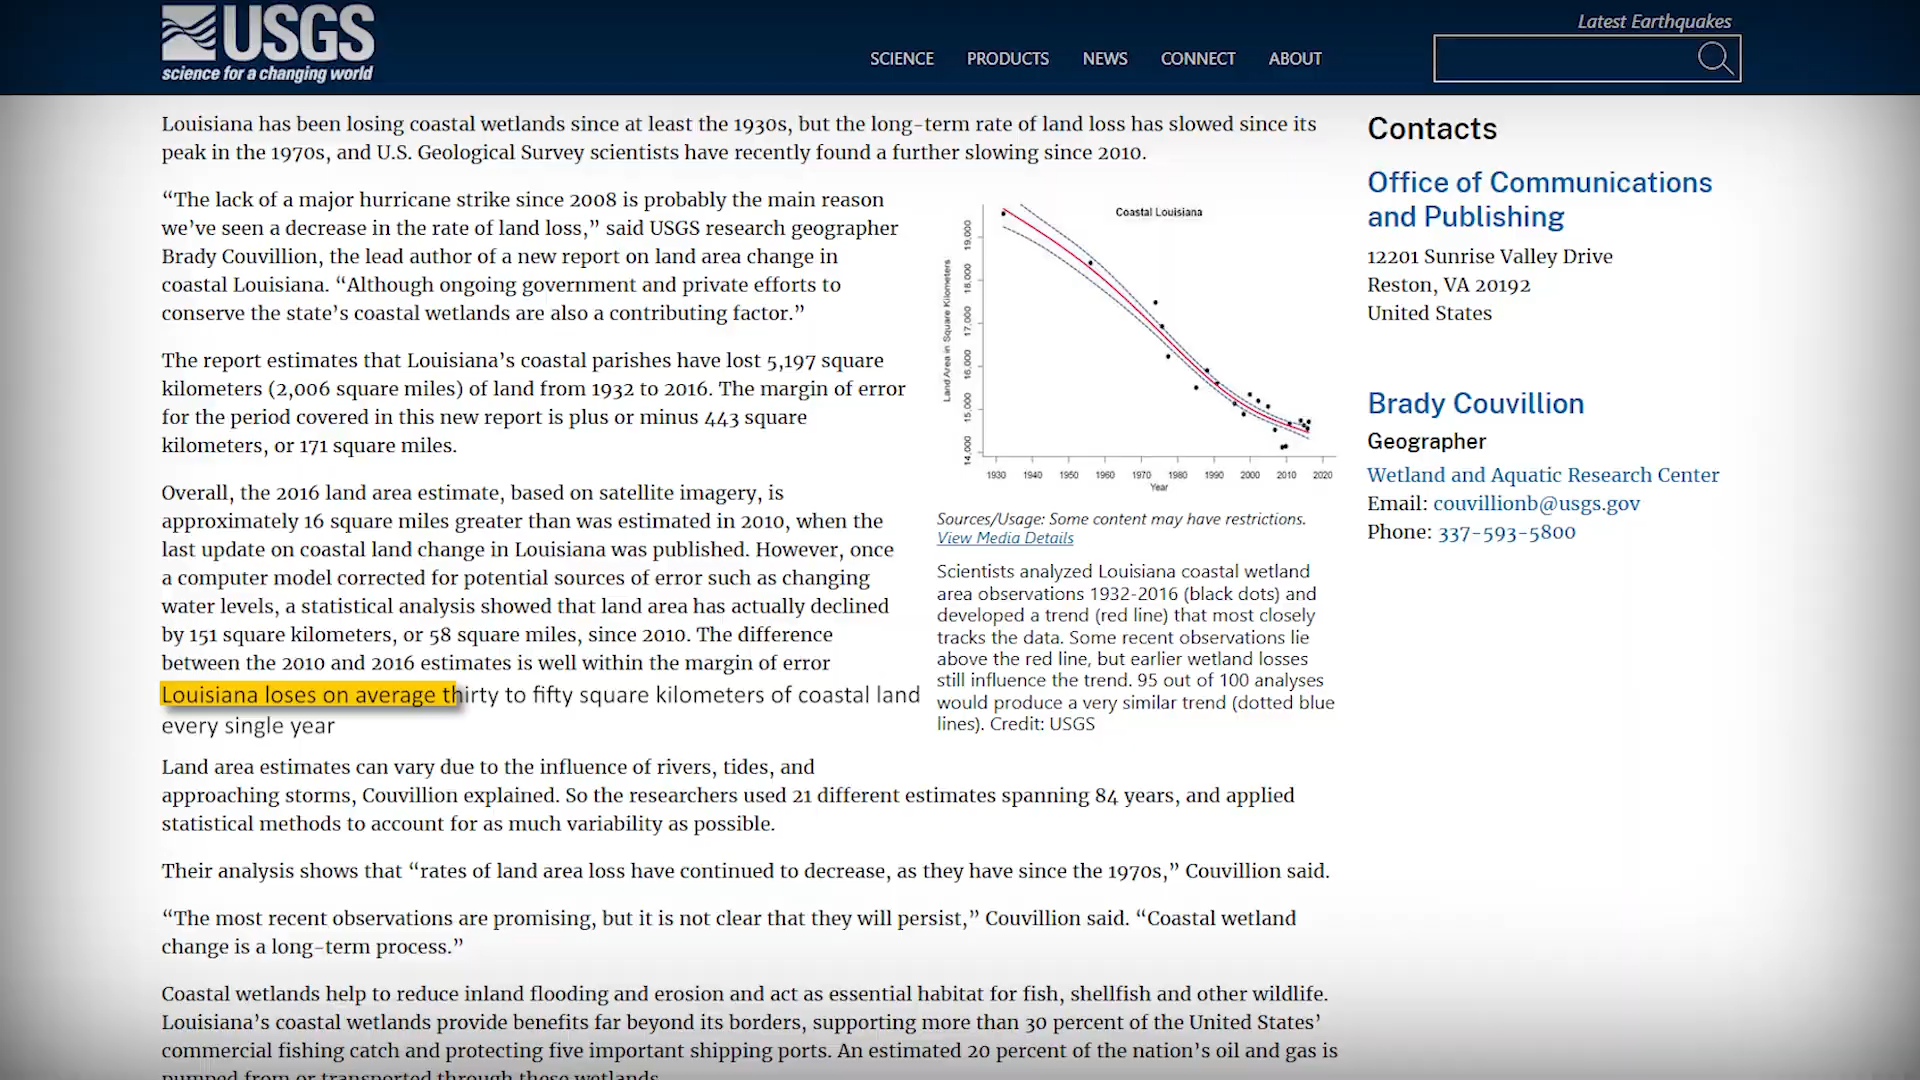 USGS
science for a changing world
Latest Earthquakes
SCIENCE PRODUCTS NEWS CONNECT ABOUT
Louisiana has been losing coastal wetlands since at least the 1930s, but the long-term rate of land loss has slowed since its
peak in the 1970s, and U.S. Geological Survey scientists have recently found a further slowing since 2010.
“The lack of a major hurricane strike since 2008 is probably the main reason
we’ve seen a decrease in the rate of land loss,” said USGS research geographer
Brady Couvillion, the lead author of a new report on land area change in
coastal Louisiana. “Although ongoing government and private efforts to
conserve the state’s coastal wetlands are also a contributing factor.”
The report estimates that Louisiana’s coastal parishes have lost 5,197 square
kilometers (2,006 square miles) of land from 1932 to 2016. The margin of error
for the period covered in this new report is plus or minus 443 square
kilometers, or 171 square miles.
Overall, the 2016 land area estimate, based on satellite imagery, is
approximately 16 square miles greater than was estimated in 2010, when the
last update on coastal land change in Louisiana was published. However, once
a computer model corrected for potential sources of error such as changing
water levels, a statistical analysis showed that land area has actually declined
by 151 square kilometers, or 58 square miles, since 2010. The difference
between the 2010 and 2016 estimates is well within the margin of error
Louisiana loses on average thirty to fifty square kilometers of coastal land
every single year
Coastal Louisiana
Land Area in Square Kilometers
19,000
18,000
17,000
16,000
15,000
14,000
1930 1940 1950 1960 1970 1980 1990 2000 2010 2020
Year
Sources/Usage: Some content may have restrictions.
View Media Details
Scientists analyzed Louisiana coastal wetland
area observations 1932-2016 (black dots) and
developed a trend (red line) that most closely
tracks the data. Some recent observations lie
above the red line, but earlier wetland losses
still influence the trend. 95 out of 100 analyses
would produce a very similar trend (dotted blue
lines). Credit: USGS
Land area estimates can vary due to the influence of rivers, tides, and
approaching storms, Couvillion explained. So the researchers used 21 different estimates spanning 84 years, and applied
statistical methods to account for as much variability as possible.
Their analysis shows that “rates of land area loss have continued to decrease, as they have since the 1970s,” Couvillion said.
“The most recent observations are promising, but it is not clear that they will persist,” Couvillion said. “Coastal wetland
change is a long-term process.”
Coastal wetlands help to reduce inland flooding and erosion and act as essential habitat for fish, shellfish and other wildlife.
Louisiana’s coastal wetlands provide benefits far beyond its borders, supporting more than 30 percent of the United States’
commercial fishing catch and protecting five important shipping ports. An estimated 20 percent of the nation’s oil and gas is
pumped from or transported through these wetlands.
Contacts
Office of Communications
and Publishing
12201 Sunrise Valley Drive
Reston, VA 20192
United States
Brady Couvillion
Geographer
Wetland and Aquatic Research Center
Email: couvillionb@usgs.gov
Phone: 337-593-5800